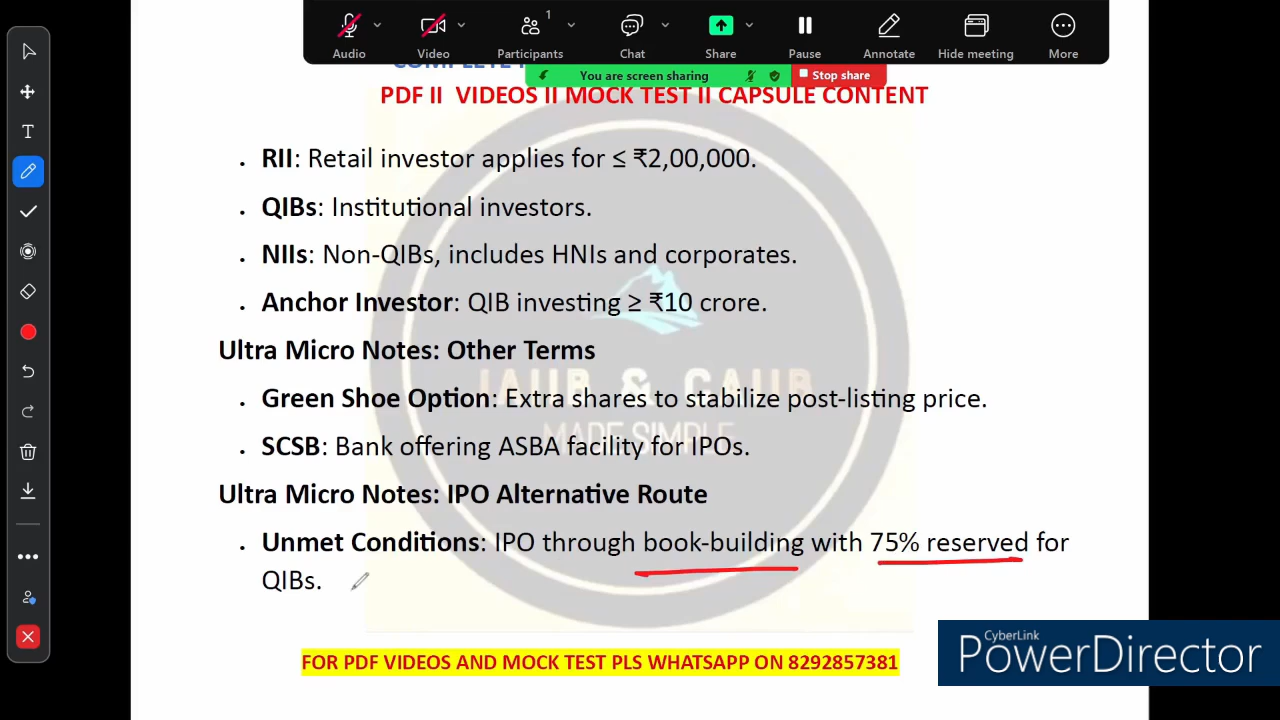 1
Audio Video Participants Chat Share Pause Annotate Hide meeting More
You are screen sharing Stop share
PDF II VIDEOS II MOCK TEST II CAPSULE CONTENT
• RII: Retail investor applies for ≤ ₹2,00,000.
• QIBs: Institutional investors.
• NIIs: Non-QIBs, includes HNIs and corporates.
• Anchor Investor: QIB investing ≥ ₹10 crore.
Ultra Micro Notes: Other Terms
JAIIB & CAIIB
• Green Shoe Option: Extra shares to stabilize post-listing price.
MADE SIMPLE
• SCSB: Bank offering ASBA facility for IPOs.
Ultra Micro Notes: IPO Alternative Route
• Unmet Conditions: IPO through book-building with 75% reserved for
QIBs.
FOR PDF VIDEOS AND MOCK TEST PLS WHATSAPP ON 8292857381
CyberLink
PowerDirector
T